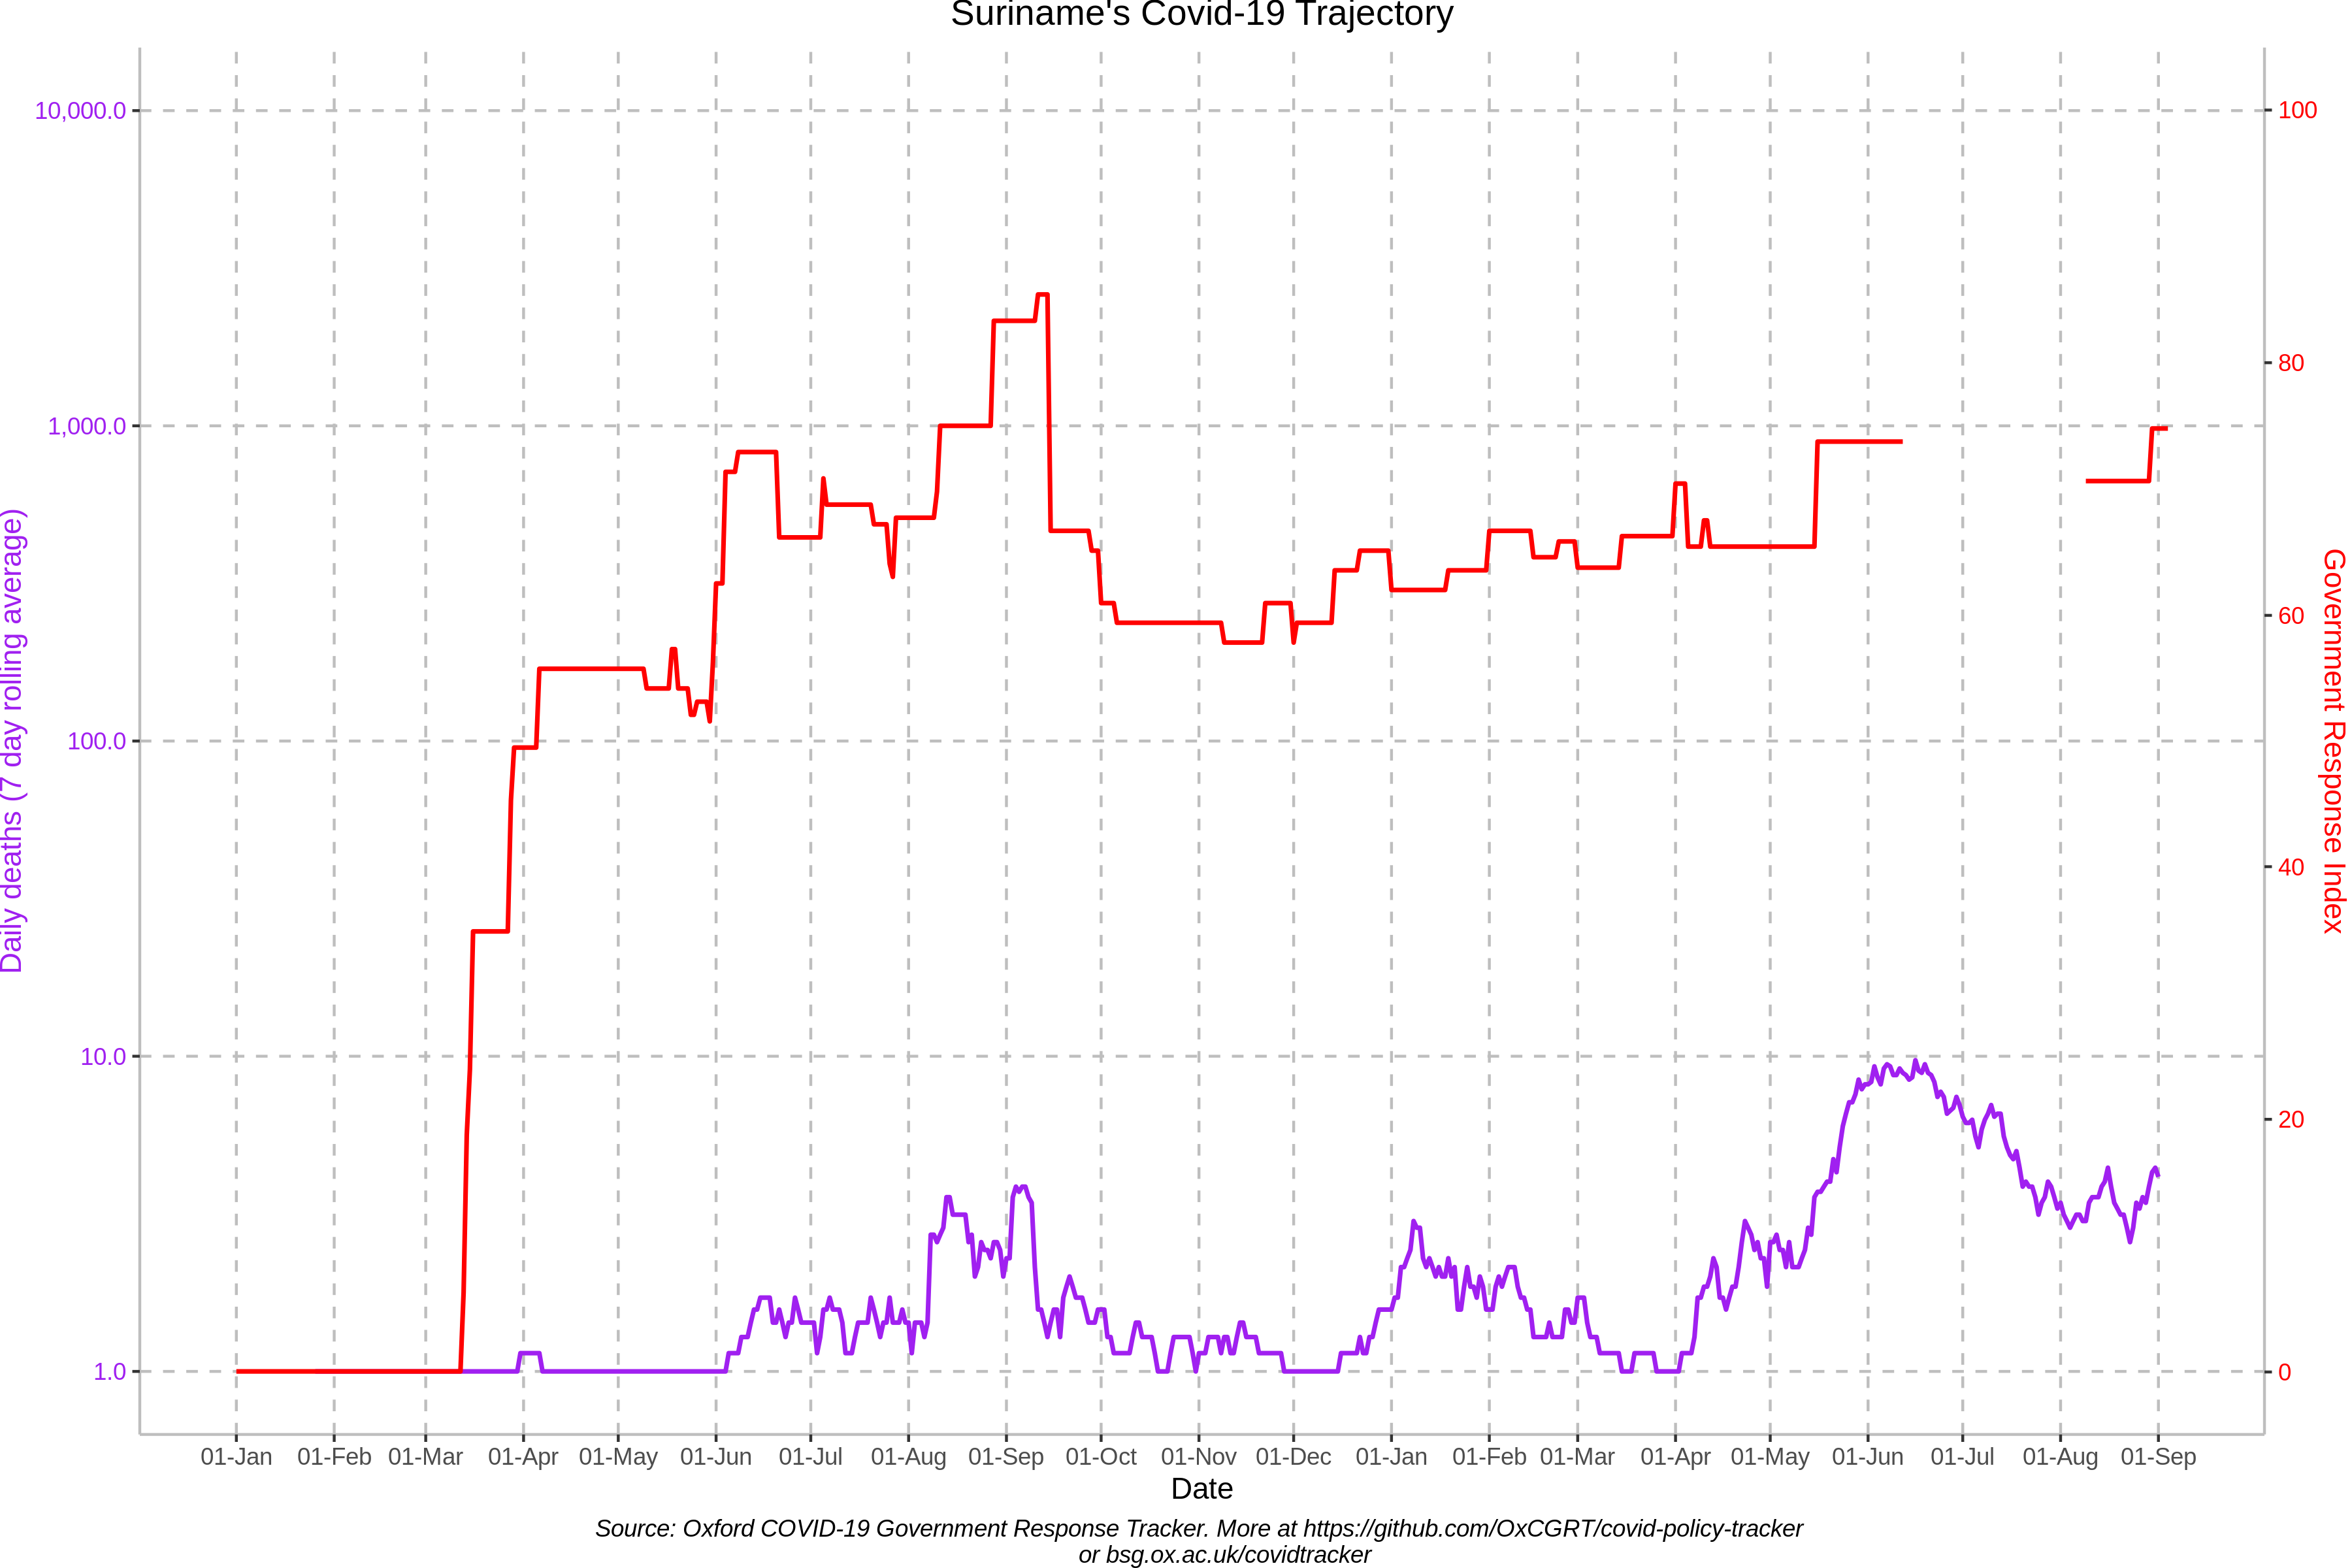 Suriname's Covid-19 Trajectory
10,000.0
1,000.0
100.0
10.0
1.0
Daily deaths (7 day rolling average)
100
80
60
40
20
0
Government Response Index
01-Jan 01-Feb 01-Mar 01-Apr 01-May 01-Jun 01-Jul 01-Aug 01-Sep 01-Oct 01-Nov 01-Dec 01-Jan 01-Feb 01-Mar 01-Apr 01-May 01-Jun 01-Jul 01-Aug 01-Sep
Date
Source: Oxford COVID-19 Government Response Tracker. More at https://github.com/OxCGRT/covid-policy-tracker
or bsg.ox.ac.uk/covidtracker